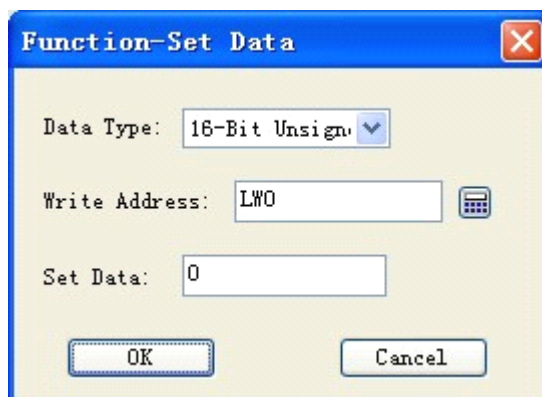 Function-Set Data
Data Type: 16-Bit Unsign
Write Address: LW0
Set Data: 0
OK Cancel